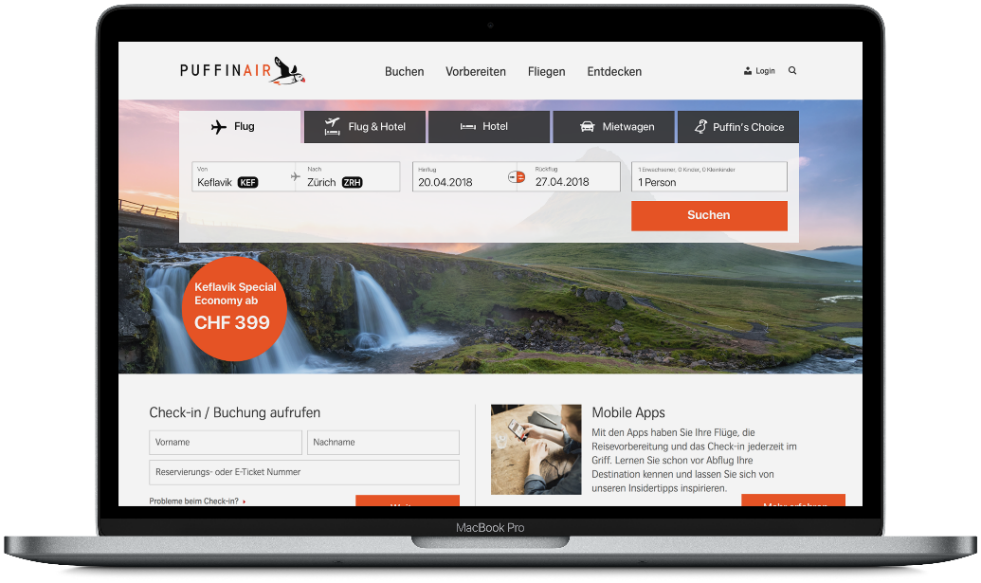 PUFFINAIR
Buchen Vorbereiten Fliegen Entdecken
Login
Flug
Flug & Hotel
Hotel
Mietwagen
Puffin's Choice
Von
Keflavik KEF
Nach
Zürich ZRH
Hinflug
20.04.2018
Rückflug
27.04.2018
1 Erwachsener, 0 Kinder, 0 Kleinkinder
1 Person
Suchen
Keflavik Special
Economy ab
CHF 399
Check-in / Buchung aufrufen
Vorname
Nachname
Reservierungs- oder E-Ticket Nummer
Probleme beim Check-in?
Mobile Apps
Mit den Apps haben Sie Ihre Flüge, die
Reisevorbereitung und das Check-in jederzeit im
Griff. Lernen Sie schon vor Abflug Ihre
Destination kennen und lassen Sie sich von
unseren Insidertipps inspirieren.
Mehr erfahren
MacBook Pro